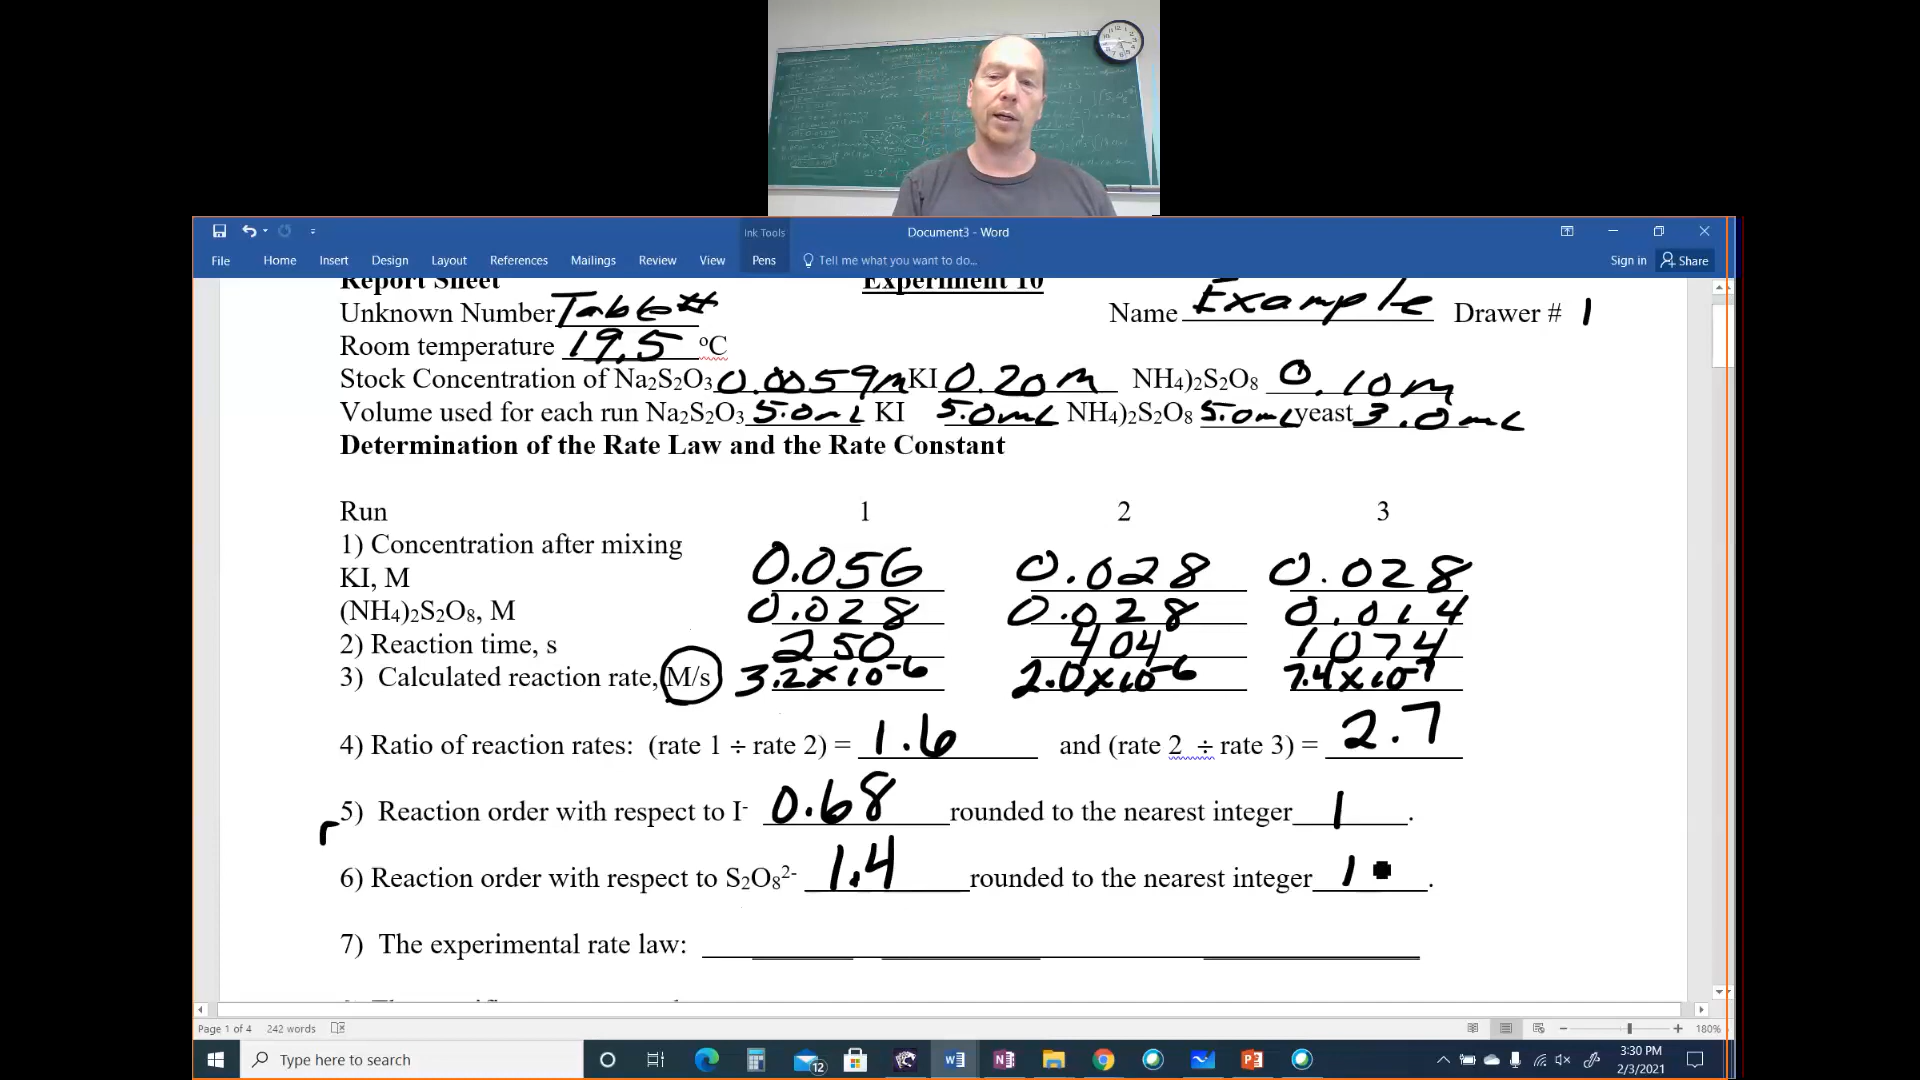 Ink Tools
Document3 - Word
File Home Insert Design Layout References Mailings Review View Pens Tell me what you want to do... Sign in Share
Report Sheet Experiment 10
Unknown Number Table# Name Example Drawer # 1
Room temperature 19.5 °C
Stock Concentration of Na2S2O3 0.0059M KI 0.20M NH4)2S2O8 0.10M
Volume used for each run Na2S2O3 5.0mL KI 5.0mL NH4)2S2O8 5.0mL yeast 3.0mL
Determination of the Rate Law and the Rate Constant
Run 1 2 3
1) Concentration after mixing
KI, M 0.056 0.028 0.028
(NH4)2S2O8, M 0.028 0.028 0.014
2) Reaction time, s 250 404 1074
3) Calculated reaction rate, M/s 3.2x10-6 2.0x10-6 7.4x10-7
4) Ratio of reaction rates: (rate 1 ÷ rate 2) = 1.6 and (rate 2 ÷ rate 3) = 2.7
5) Reaction order with respect to I- 0.68 rounded to the nearest integer 1.
r
6) Reaction order with respect to S2O82- 1.4 rounded to the nearest integer 1.
7) The experimental rate law:
Page 1 of 4 242 words 180%
Type here to search 12 3:30 PM
2/3/2021